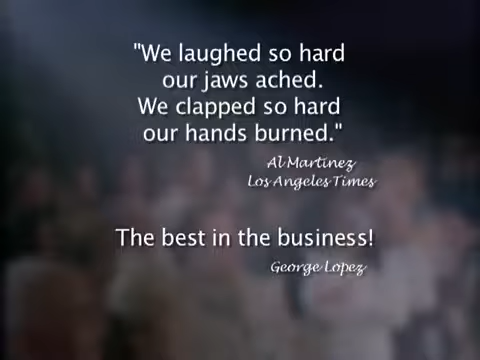 "We laughed so hard
our jaws ached.
We clapped so hard
our hands burned."
Al Martinez
Los Angeles Times
The best in the business!
George Lopez